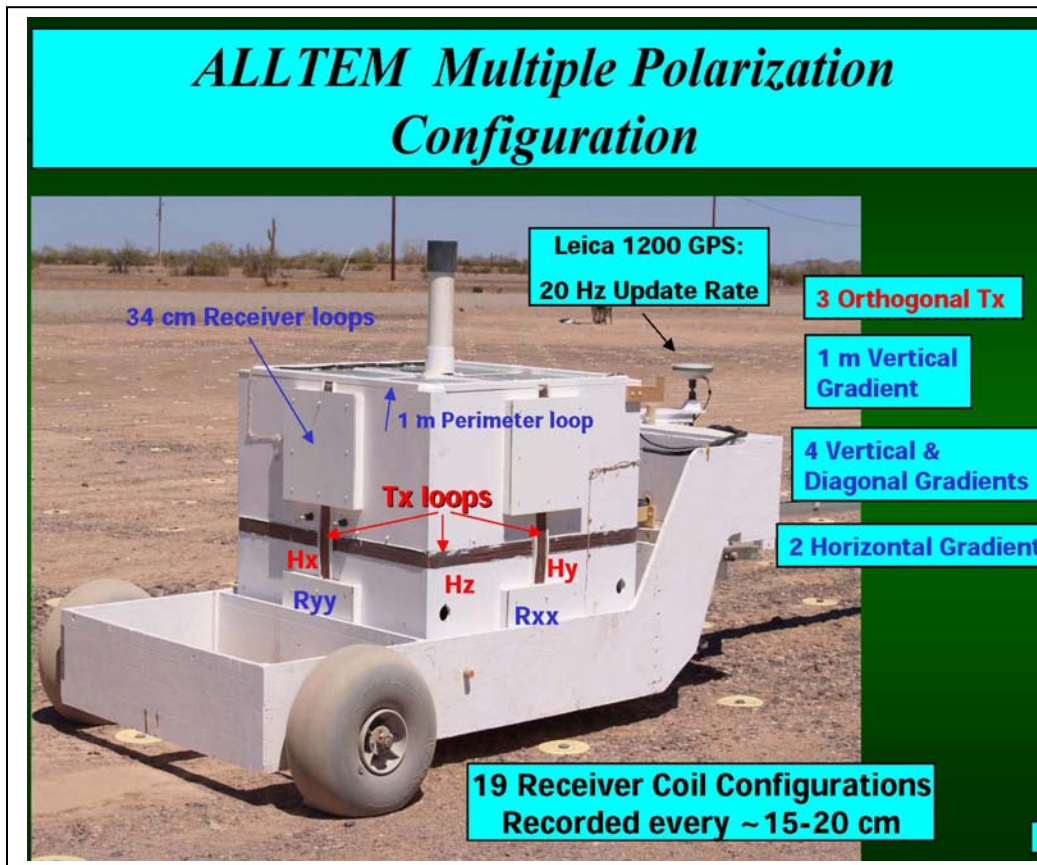 ALLTEM Multiple Polarization
Configuration
Leica 1200 GPS:
20 Hz Update Rate
3 Orthogonal Tx
34 cm Receiver loops
1 m Vertical
Gradient
1 m Perimeter loop
4 Vertical &
Diagonal Gradients
Tx loops
2 Horizontal Gradient
Hx
Hz
Hy
Ryy
Rxx
19 Receiver Coil Configurations
Recorded every ~15-20 cm